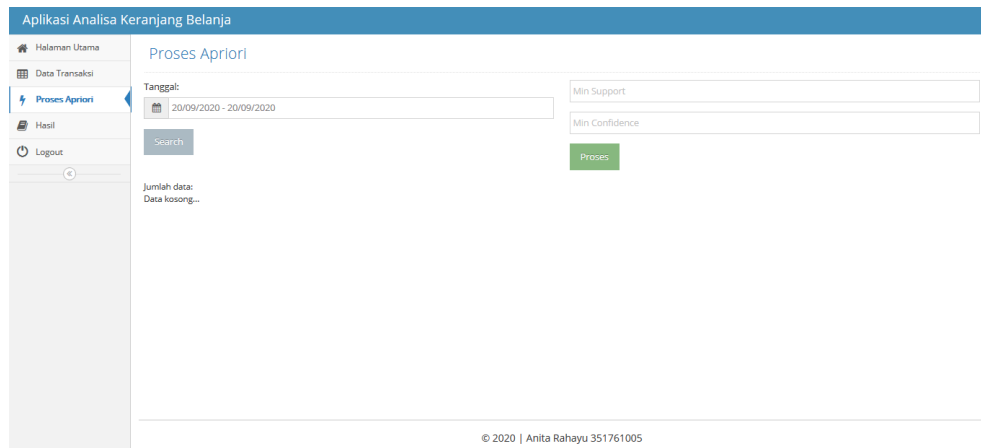 Aplikasi Analisa Keranjang Belanja
Halaman Utama
Data Transaksi
Proses Apriori
Hasil
Logout
Proses Apriori
Tanggal:
20/09/2020 - 20/09/2020
Search
Min Support
Min Confidence
Proses
Jumlah data:
Data kosong...
© 2020 | Anita Rahayu 351761005